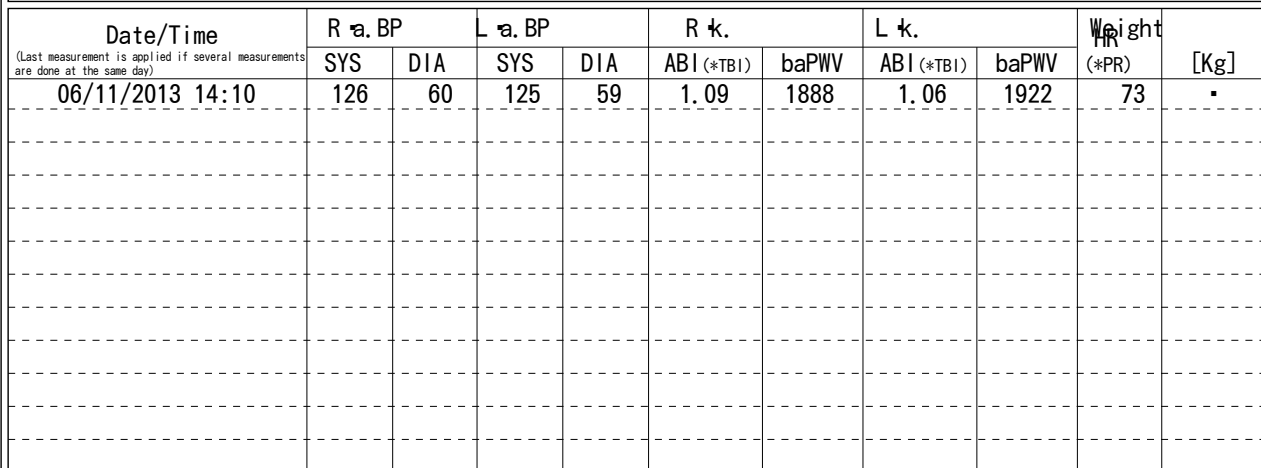 Date/Time R・a.BP L・a.BP R・k. L・k. HR Weight
(Last measurement is applied if several measurements
are done at the same day)
SYS DIA SYS DIA ABI(*TBI) baPWV ABI(*TBI) baPWV (*PR) [Kg]
06/11/2013 14:10 126 60 125 59 1.09 1888 1.06 1922 73 ・